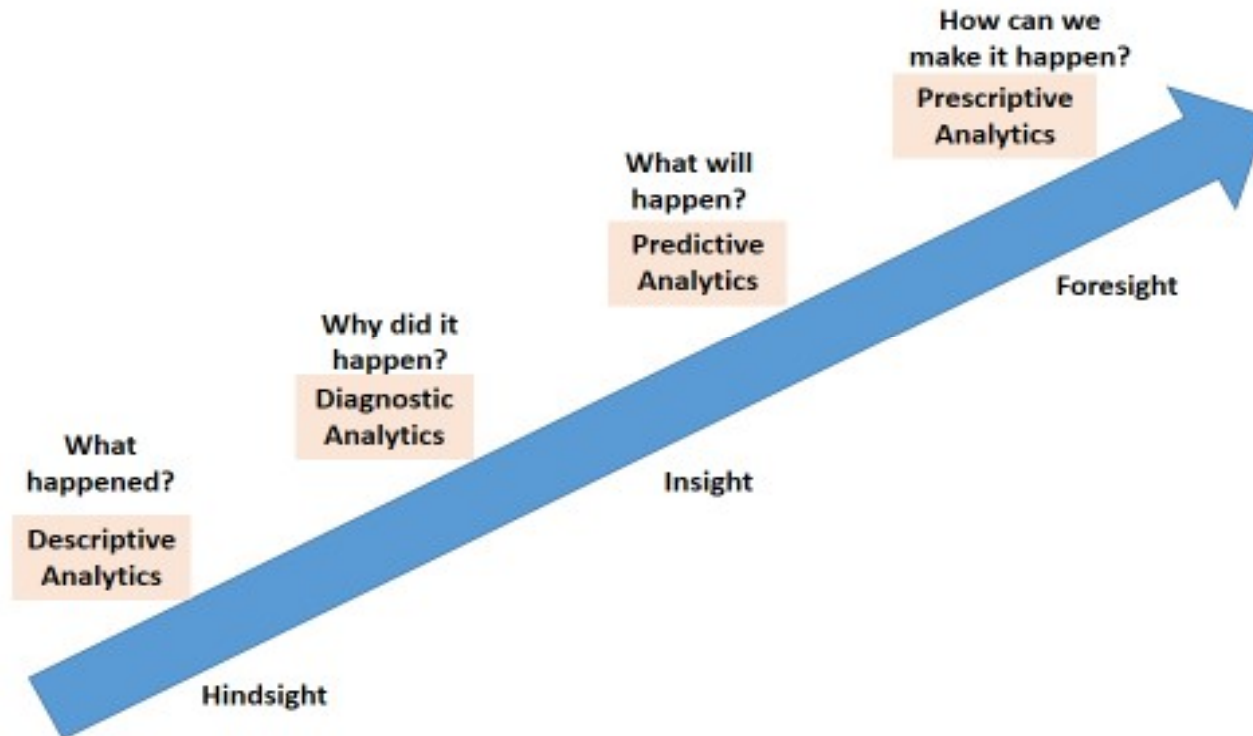 How can we
make it happen?
Prescriptive
Analytics
What will
happen?
Predictive
Analytics
Foresight
Why did it
happen?
Diagnostic
Analytics
Insight
What
happened?
Descriptive
Analytics
Hindsight